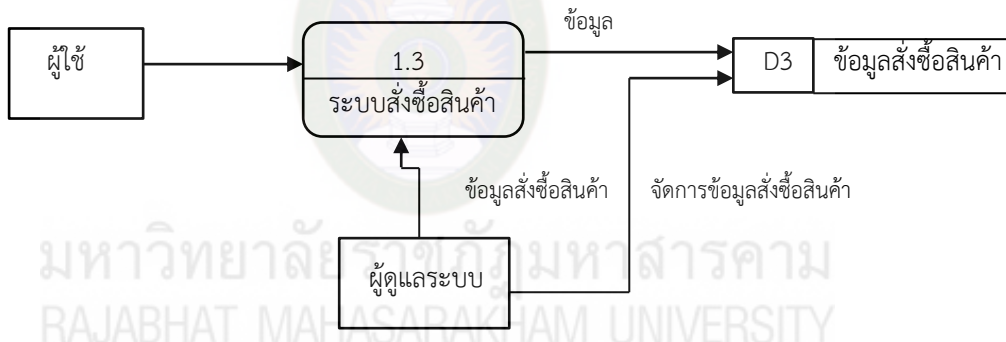 ข้อมูล
ผู้ใช้
1.3
ระบบสั่งซื้อสินค้า
D3
ข้อมูลสั่งซื้อสินค้า
ข้อมูลสั่งซื้อสินค้า
จัดการข้อมูลสั่งซื้อสินค้า
ผู้ดูแลระบบ
มหาวิทยาลัยราชภัฏมหาสารคาม
RAJABHAT MAHASARAKHAM UNIVERSITY